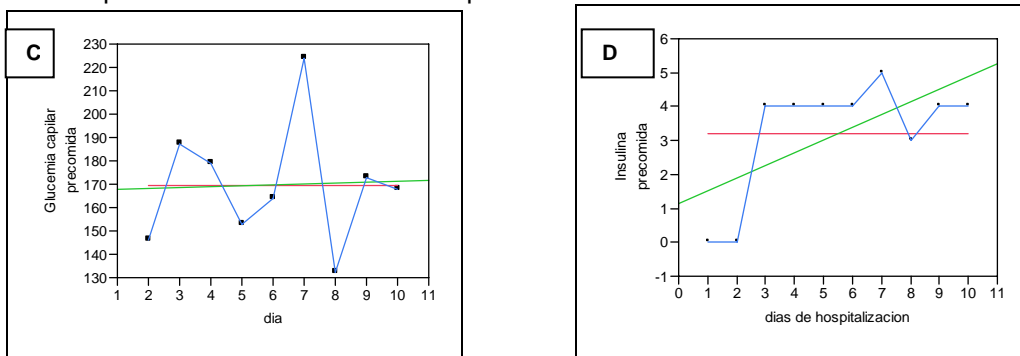 C
Glucemia capilar
precomida
230
220
210
200
190
180
170
160
150
140
130
1 2 3 4 5 6 7 8 9 10 11
dia
D
Insulina
precomida
6
5
4
3
2
1
0
-1
0 1 2 3 4 5 6 7 8 9 10 11
dias de hospitalizacion